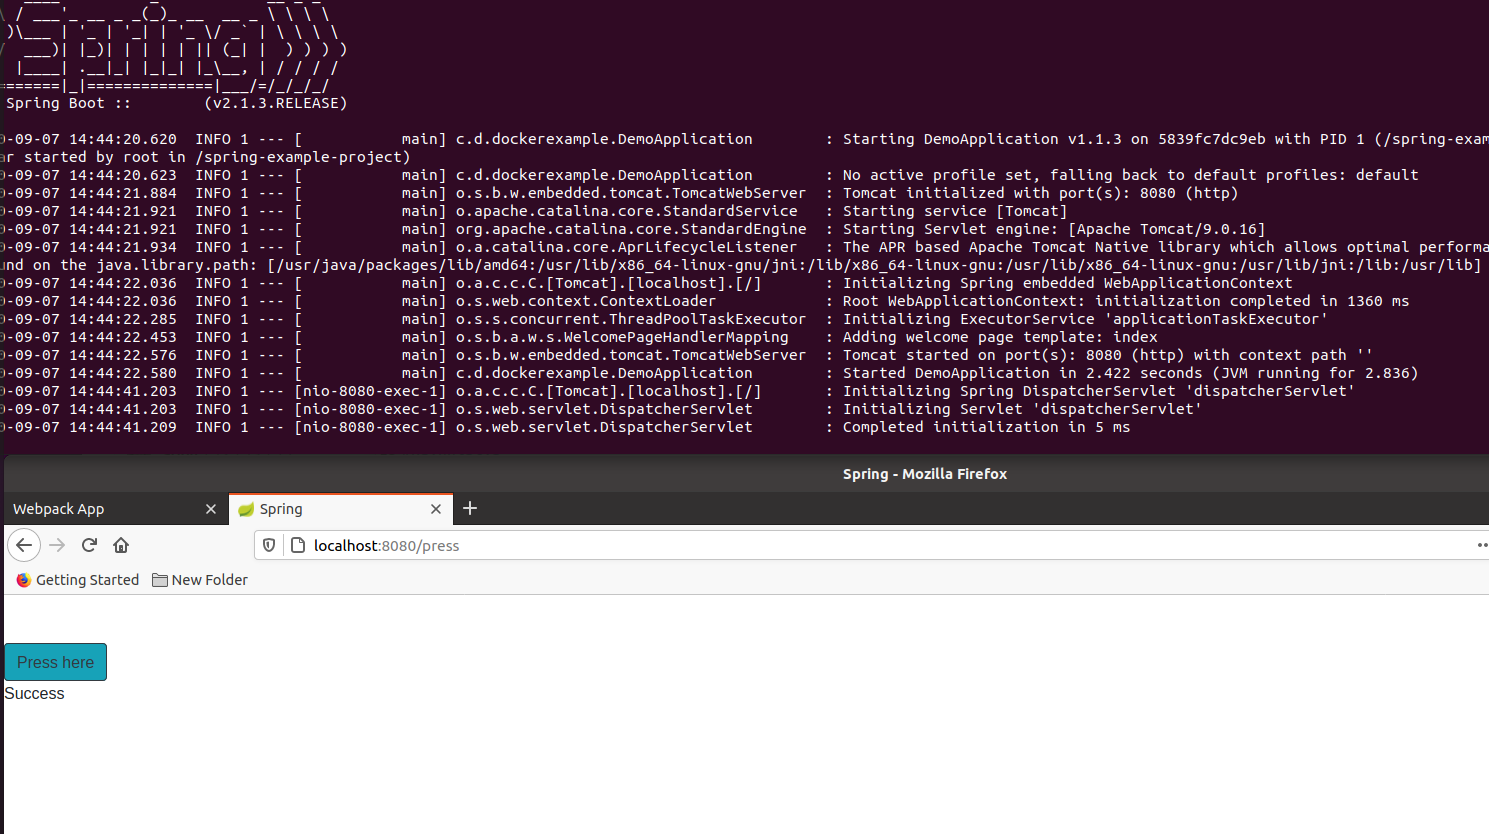 Spring Boot ::        (v2.1.3.RELEASE)
0-09-07 14:44:20.620  INFO 1 --- [           main] c.d.dockerexample.DemoApplication        : Starting DemoApplication v1.1.3 on 5839fc7dc9eb with PID 1 (/spring-exam
ar started by root in /spring-example-project)
0-09-07 14:44:20.623  INFO 1 --- [           main] c.d.dockerexample.DemoApplication        : No active profile set, falling back to default profiles: default
0-09-07 14:44:21.884  INFO 1 --- [           main] o.s.b.w.embedded.tomcat.TomcatWebServer  : Tomcat initialized with port(s): 8080 (http)
0-09-07 14:44:21.921  INFO 1 --- [           main] o.apache.catalina.core.StandardService   : Starting service [Tomcat]
0-09-07 14:44:21.921  INFO 1 --- [           main] org.apache.catalina.core.StandardEngine  : Starting Servlet engine: [Apache Tomcat/9.0.16]
0-09-07 14:44:21.934  INFO 1 --- [           main] o.a.catalina.core.AprLifecycleListener   : The APR based Apache Tomcat Native library which allows optimal performa
und on the java.library.path: [/usr/java/packages/lib/amd64:/usr/lib/x86_64-linux-gnu/jni:/lib/x86_64-linux-gnu:/usr/lib/x86_64-linux-gnu:/usr/lib/jni:/lib:/usr/lib]
0-09-07 14:44:22.036  INFO 1 --- [           main] o.a.c.c.C.[Tomcat].[localhost].[/]       : Initializing Spring embedded WebApplicationContext
0-09-07 14:44:22.036  INFO 1 --- [           main] o.s.web.context.ContextLoader            : Root WebApplicationContext: initialization completed in 1360 ms
0-09-07 14:44:22.285  INFO 1 --- [           main] o.s.s.concurrent.ThreadPoolTaskExecutor  : Initializing ExecutorService 'applicationTaskExecutor'
0-09-07 14:44:22.453  INFO 1 --- [           main] o.s.b.a.w.s.WelcomePageHandlerMapping    : Adding welcome page template: index
0-09-07 14:44:22.576  INFO 1 --- [           main] o.s.b.w.embedded.tomcat.TomcatWebServer  : Tomcat started on port(s): 8080 (http) with context path ''
0-09-07 14:44:22.580  INFO 1 --- [           main] c.d.dockerexample.DemoApplication        : Started DemoApplication in 2.422 seconds (JVM running for 2.836)
0-09-07 14:44:41.203  INFO 1 --- [nio-8080-exec-1] o.a.c.c.C.[Tomcat].[localhost].[/]       : Initializing Spring DispatcherServlet 'dispatcherServlet'
0-09-07 14:44:41.203  INFO 1 --- [nio-8080-exec-1] o.s.web.servlet.DispatcherServlet        : Initializing Servlet 'dispatcherServlet'
0-09-07 14:44:41.209  INFO 1 --- [nio-8080-exec-1] o.s.web.servlet.DispatcherServlet        : Completed initialization in 5 ms
Spring - Mozilla Firefox
Webpack App
Spring
localhost:8080/press
Getting Started
New Folder
Press here
Success